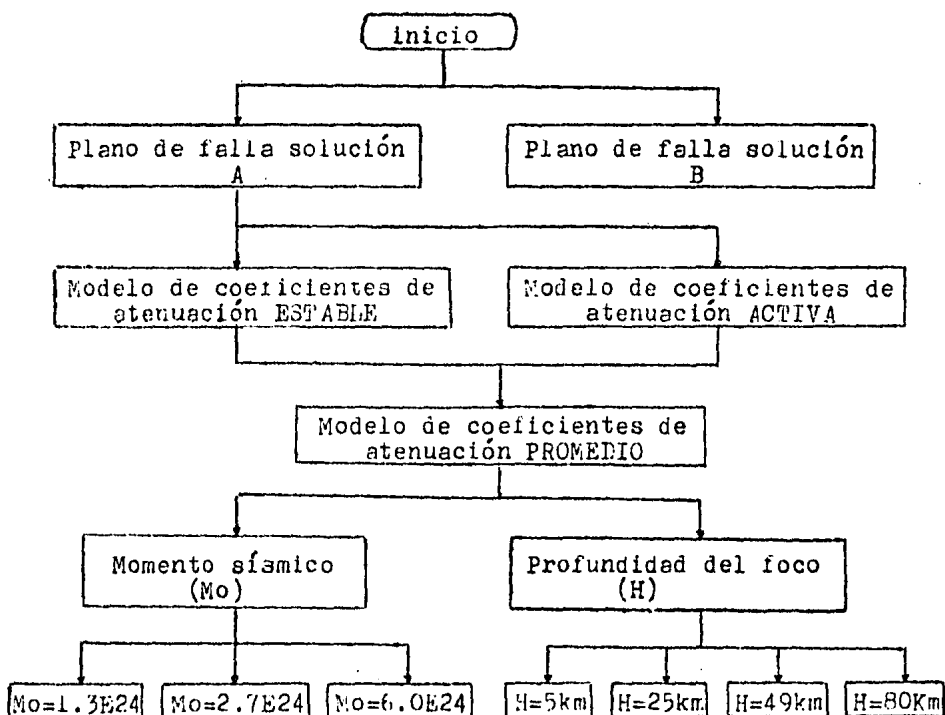 inicio
Plano de falla solución
A
Plano de falla solución
B
Modelo de coeficientes de
atenuación ESTABLE
Modelo de coeficientes de
atenuación ACTIVA
Modelo de coeficientes de
atenuación PROMEDIO
Momento sísmico
(Mo)
Profundidad del foco
(H)
Mo=1.3E24
Mo=2.7E24
Mo=6.0E24
H=5km
H=25km
H=49km
H=80Km